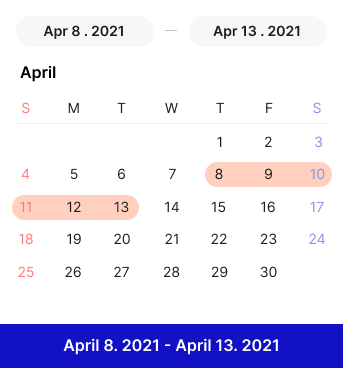 Apr 8 . 2021 — Apr 13 . 2021
April
S M T W T F S
1 2 3
4 5 6 7 8 9 10
11 12 13 14 15 16 17
18 19 20 21 22 23 24
25 26 27 28 29 30
April 8. 2021 - April 13. 2021